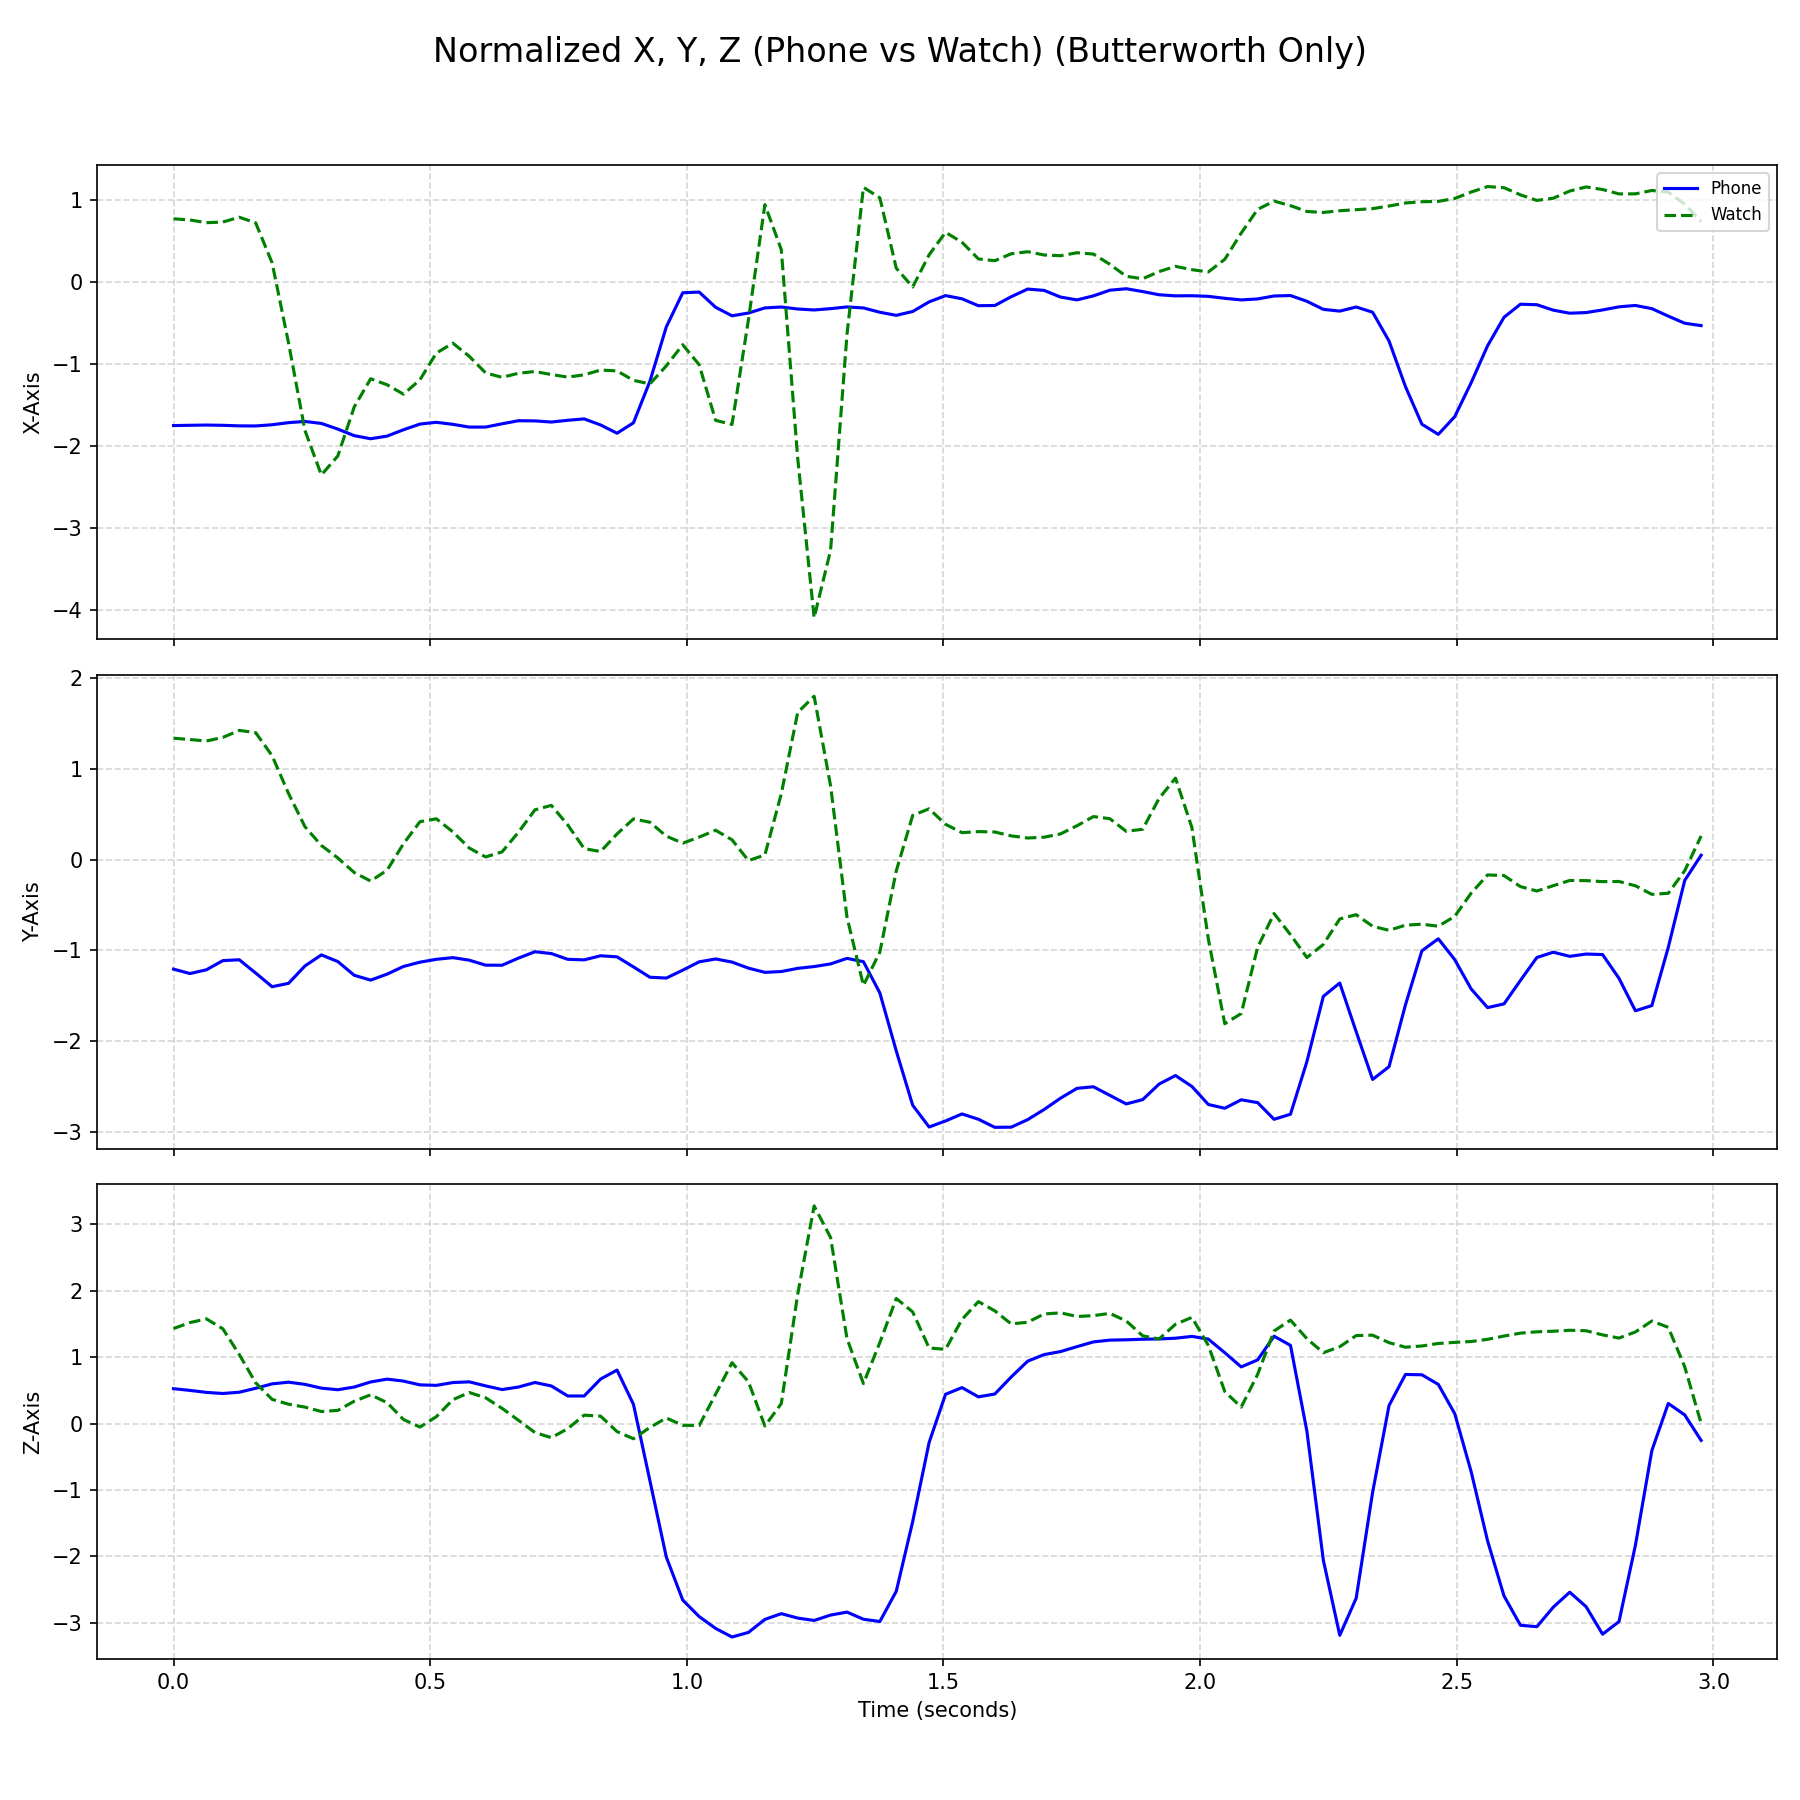 Normalized X, Y, Z (Phone vs Watch) (Butterworth Only)
Phone
Watch
1
0
−1
−2
−3
−4
X-Axis
2
1
0
−1
−2
−3
Y-Axis
3
2
1
0
−1
−2
−3
Z-Axis
0.0 0.5 1.0 1.5 2.0 2.5 3.0
Time (seconds)